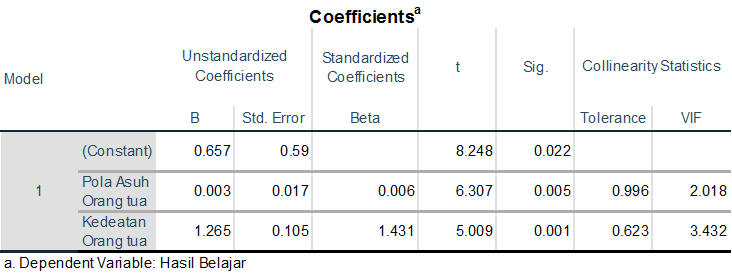 Coefficientsᵃ
Model Unstandardized Coefficients Standardized Coefficients t Sig. Collinearity Statistics
B Std. Error Beta Tolerance VIF
1 (Constant) 0.657 0.59 8.248 0.022
Pola Asuh Orang tua 0.003 0.017 0.006 6.307 0.005 0.996 2.018
Kedeatan Orang tua 1.265 0.105 1.431 5.009 0.001 0.623 3.432
a. Dependent Variable: Hasil Belajar